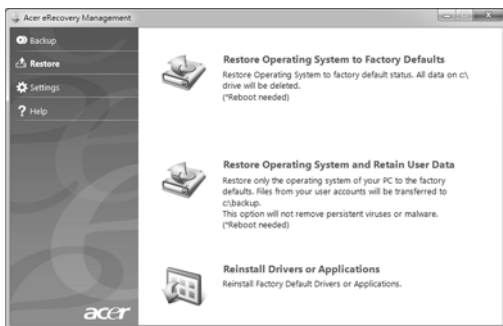 Acer eRecovery Management
Backup
Restore
Settings
? Help
Restore Operating System to Factory Defaults
Restore Operating System to factory default status. All data on c:\
drive will be deleted.
(*Reboot needed)
Restore Operating System and Retain User Data
Restore only the operating system of your PC to the factory
defaults. Files from your user accounts will be transferred to
c:\backup.
This option will not remove persistent viruses or malware.
(*Reboot needed)
Reinstall Drivers or Applications
Reinstall Factory Default Drivers or Applications.
acer